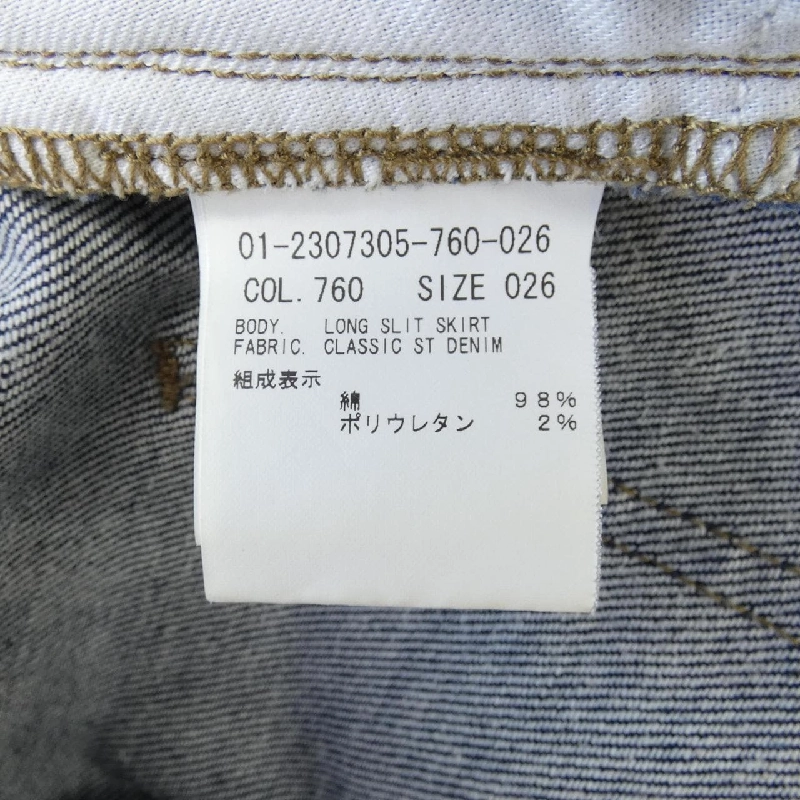 01-2307305-760-026
COL. 760 SIZE 026
BODY. LONG SLIT SKIRT
FABRIC. CLASSIC ST DENIM
組成表示
綿 98%
ポリウレタン 2%